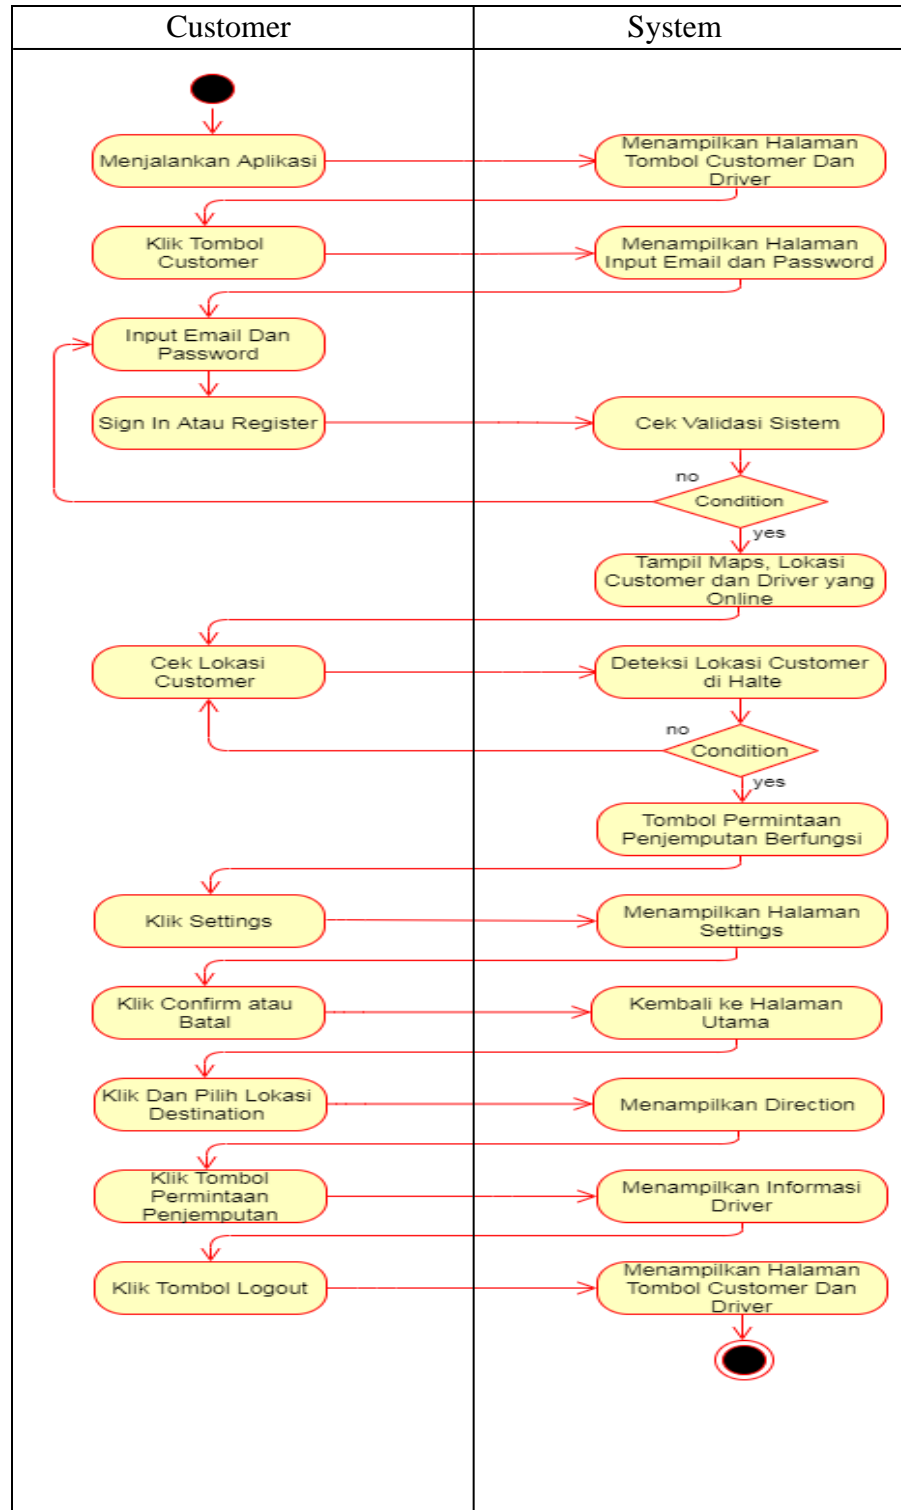 Customer
System
Menjalankan Aplikasi
Menampilkan Halaman
Tombol Customer Dan
Driver
Klik Tombol
Customer
Menampilkan Halaman
Input Email dan Password
Input Email Dan
Password
Sign In Atau Register
Cek Validasi Sistem
no
Condition
yes
Tampil Maps, Lokasi
Customer dan Driver yang
Online
Cek Lokasi
Customer
Deteksi Lokasi Customer
di Halte
no
Condition
yes
Tombol Permintaan
Penjemputan Berfungsi
Klik Settings
Menampilkan Halaman
Settings
Klik Confirm atau
Batal
Kembali ke Halaman
Utama
Klik Dan Pilih Lokasi
Destination
Menampilkan Direction
Klik Tombol
Permintaan
Penjemputan
Menampilkan Informasi
Driver
Klik Tombol Logout
Menampilkan Halaman
Tombol Customer Dan
Driver